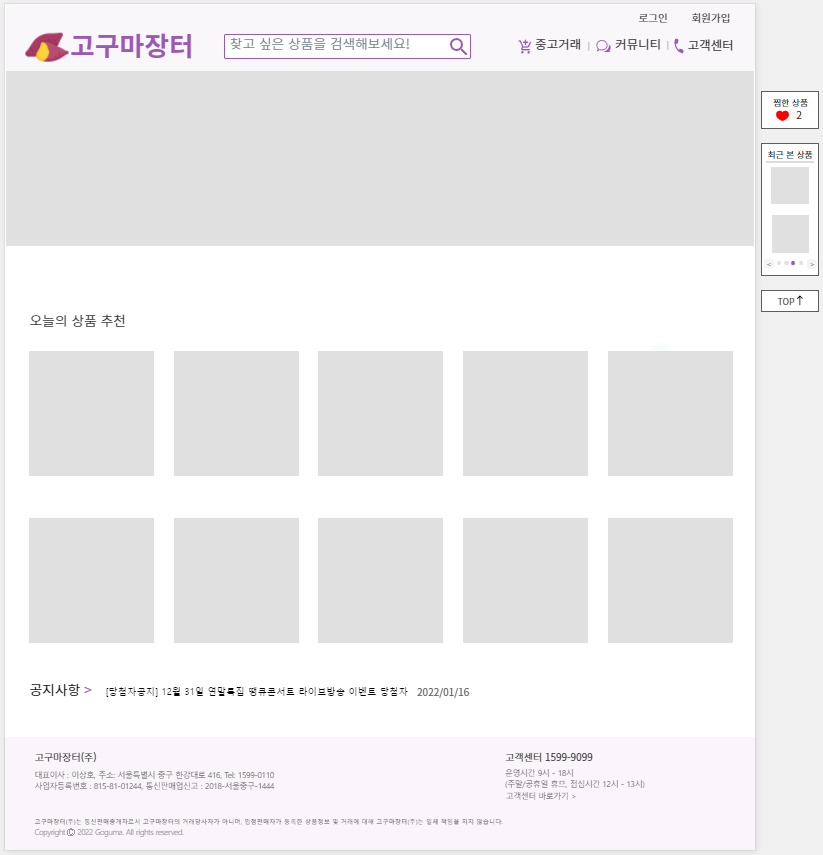 로그인 회원가입
고구마장터
찾고 싶은 상품을 검색해보세요!
중고거래 | 커뮤니티 | 고객센터
찜한 상품
2
최근 본 상품
< >
TOP
오늘의 상품 추천
공지사항 > [당첨자공지] 12월 31일 연말특집 땡큐콘서트 라이브방송 이벤트 당첨자 2022/01/16
고구마장터(주)
대표이사 : 이상호, 주소: 서울특별시 중구 한강대로 416, Tel: 1599-0110
사업자등록번호 : 815-81-01244, 통신판매업신고 : 2018-서울중구-1444
고객센터 1599-9099
운영시간 9시 - 18시
(주말/공휴일 휴므, 점심시간 12시 - 13시)
고객센터 바로가기 >
고구마장터(주)는 통신판매중개자로서 고구마장터의 거래당사자가 아니며, 입점판매자가 등록한 상품정보 및 거래에 대해 고구마장터(주)는 일체 책임을 지지 않습니다.
Copyright © 2022 Goguma. All rights reserved.